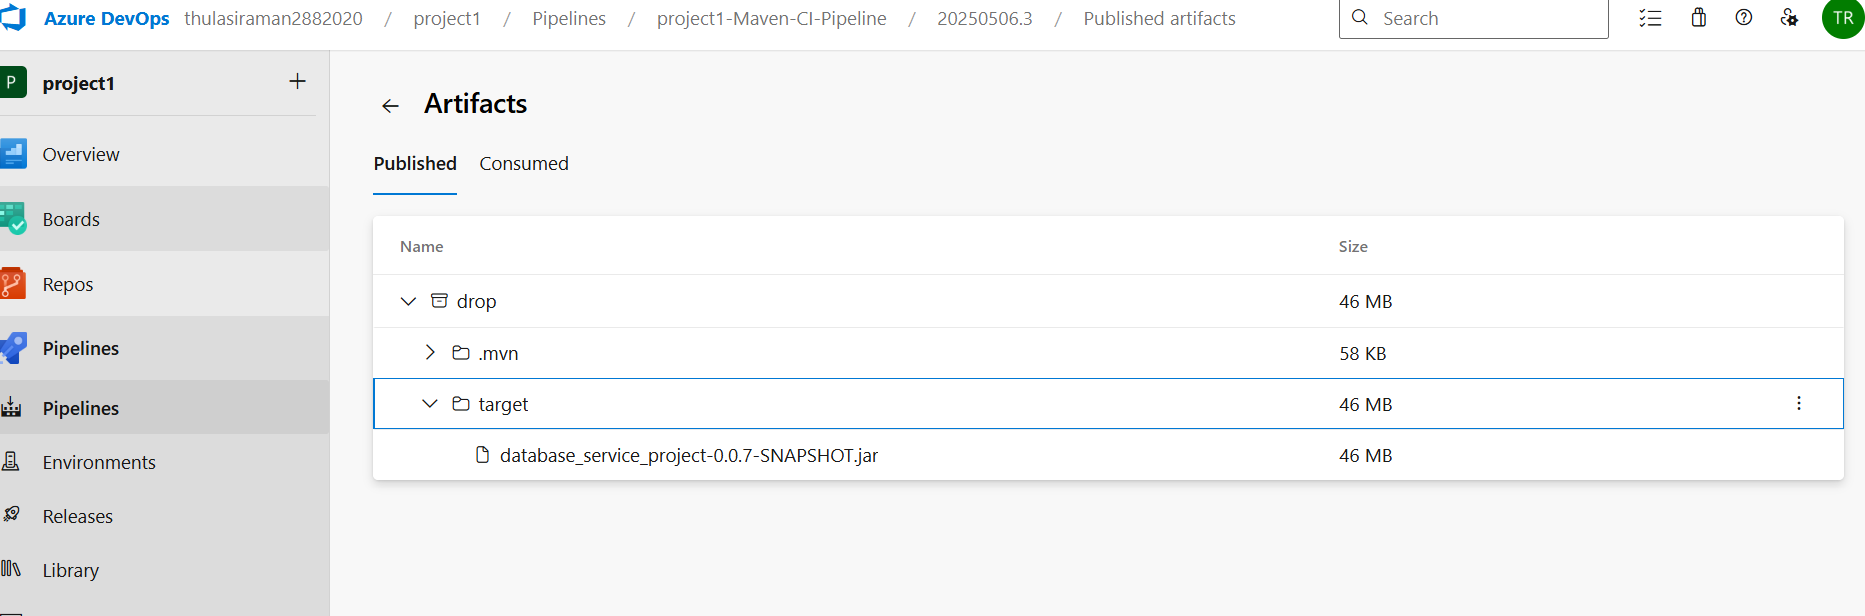 Azure DevOps thulasiraman2882020 / project1 / Pipelines / project1-Maven-CI-Pipeline / 20250506.3 / Published artifacts
Search
TR
P project1
Overview
Boards
Repos
Pipelines
Pipelines
Environments
Releases
Library
Artifacts
Published Consumed
Name Size
drop 46 MB
.mvn 58 KB
target 46 MB
database_service_project-0.0.7-SNAPSHOT.jar 46 MB